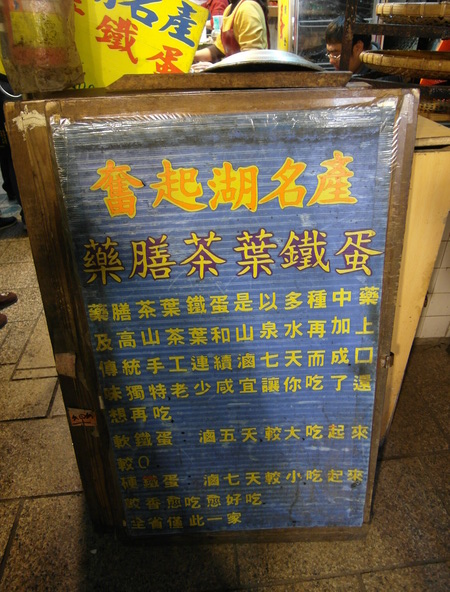 名產
鐵蛋
奮起湖名產
藥膳茶葉鐵蛋
藥膳茶葉鐵蛋是以多種中藥
及高山茶葉和山泉水再加上
傳統手工連續滷七天而成口
味獨特老少咸宜讓你吃了還
想再吃
軟鐵蛋：滷五天較大吃起來
較Q
硬鐵蛋：滷七天較小吃起來
較香愈吃愈好吃
全省僅此一家